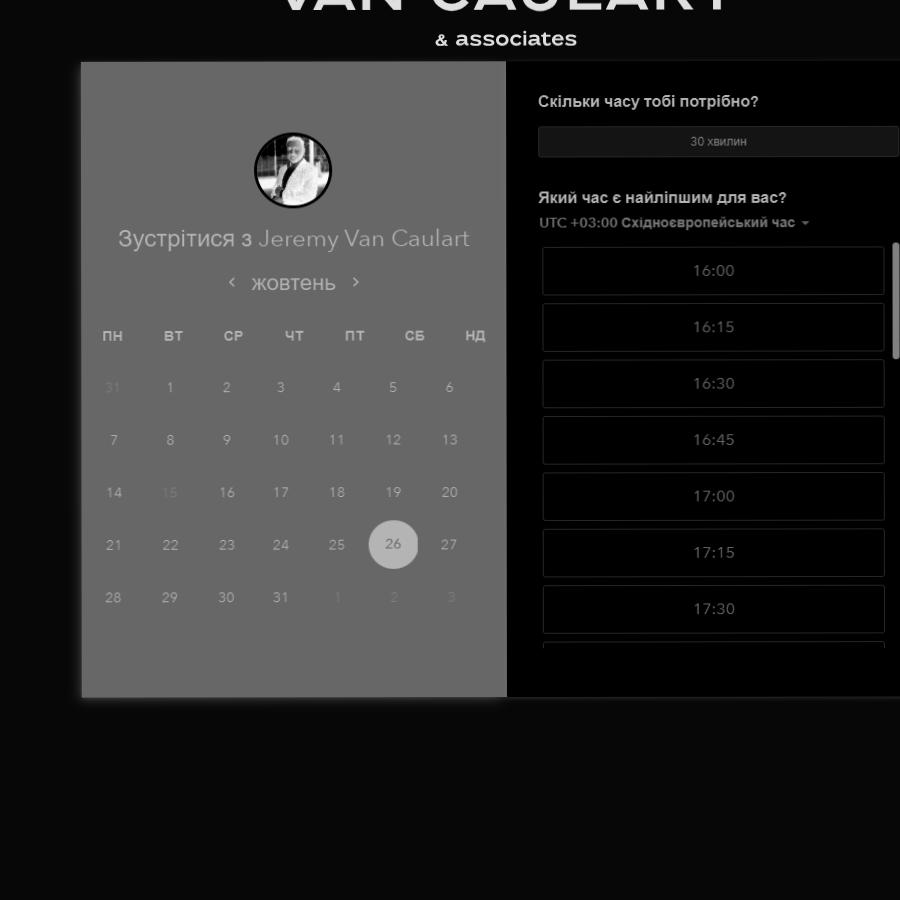 VAN CAULART
& associates
Зустрітися з Jeremy Van Caulart
жовтень
ПН ВТ СР ЧТ ПТ СБ НД
31 1 2 3 4 5 6
7 8 9 10 11 12 13
14 15 16 17 18 19 20
21 22 23 24 25 26 27
28 29 30 31 1 2 3
Скільки часу тобі потрібно?
30 хвилин
Який час є найліпшим для вас?
UTC +03:00 Східноєвропейський час
16:00
16:15
16:30
16:45
17:00
17:15
17:30